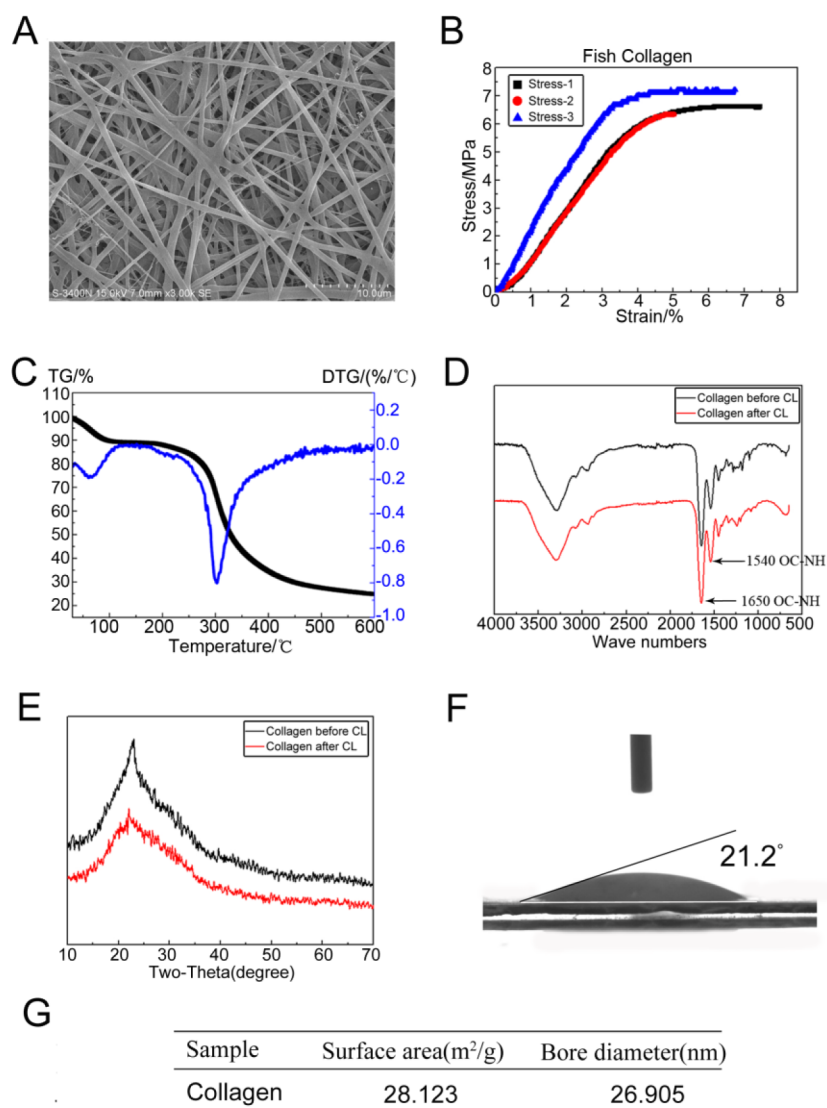 A
S-3400N 15.0kV 7.0mm x3.00k SE
10.0um
B
Fish Collagen
Stress-1
Stress-2
Stress-3
Stress/MPa
8
7
6
5
4
3
2
1
0
0 1 2 3 4 5 6 7 8
Strain/%
C
TG/%
DTG/(%/℃)
110
100
90
80
70
60
50
40
30
20
0.2
0.0
-0.2
-0.4
-0.6
-0.8
-1.0
100 200 300 400 500 600
Temperature/℃
D
Collagen before CL
Collagen after CL
1540 OC-NH
1650 OC-NH
4000 3500 3000 2500 2000 1500 1000 500
Wave numbers
E
Collagen before CL
Collagen after CL
10 20 30 40 50 60 70
Two-Theta(degree)
F
21.2°
G
Sample Surface area(m²/g) Bore diameter(nm)
Collagen 28.123 26.905